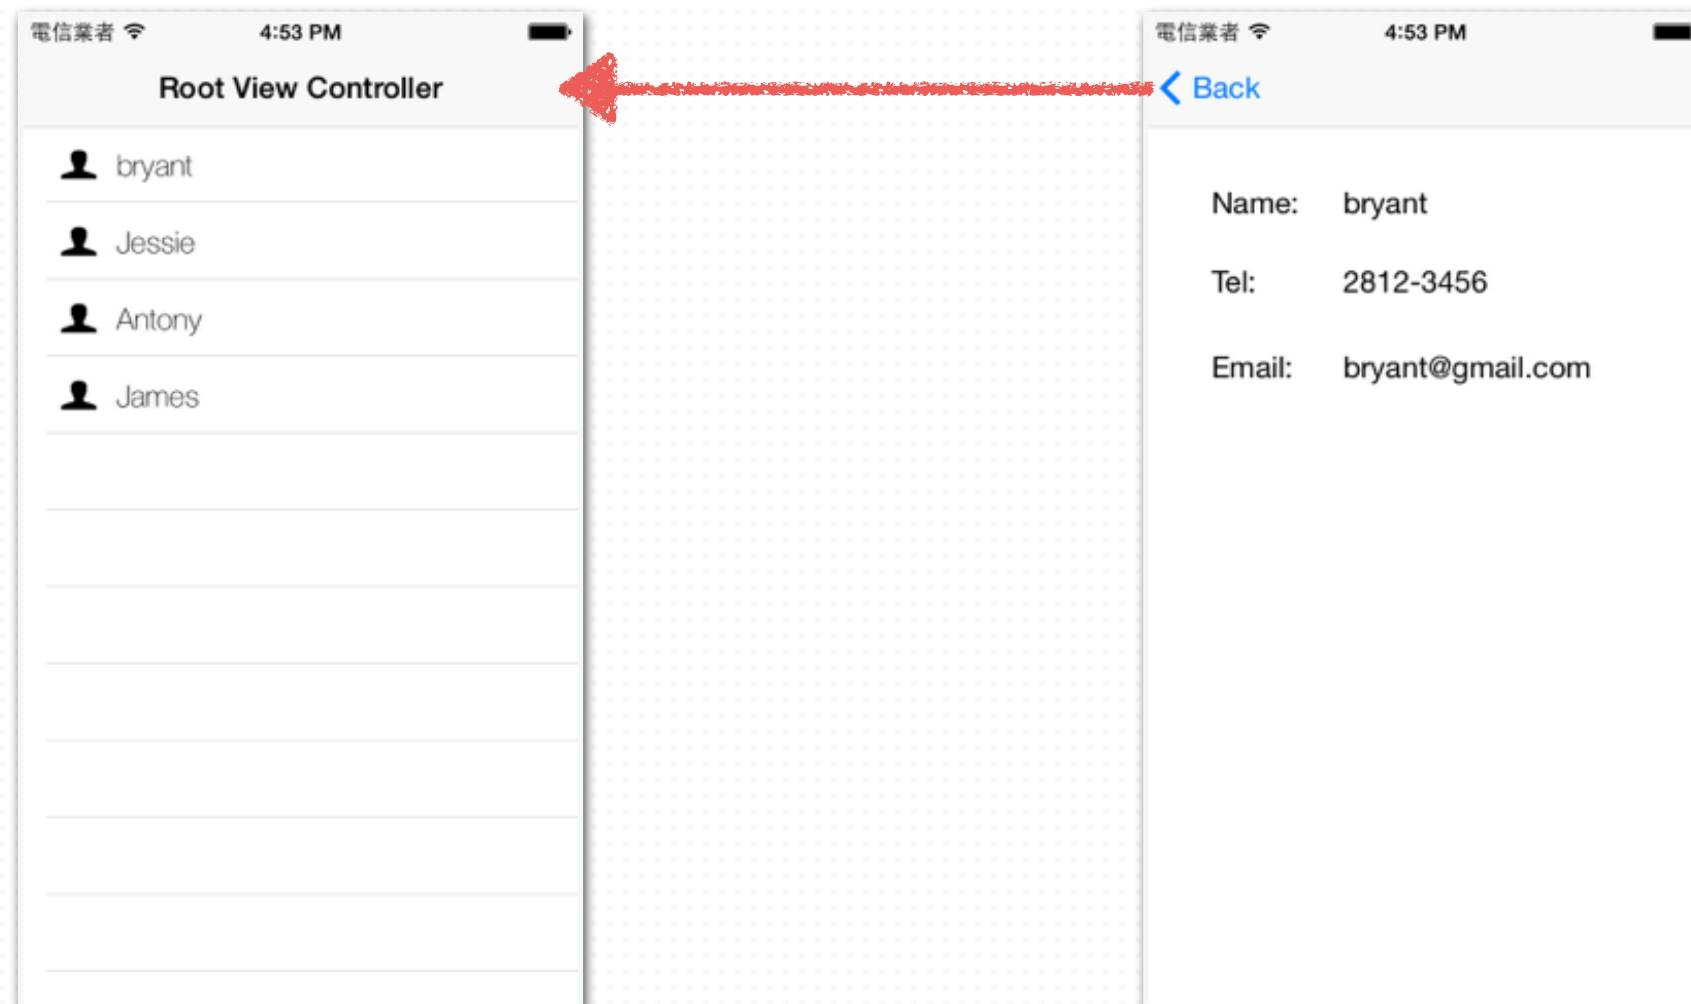 電信業者 4:53 PM
Root View Controller
bryant
Jessie
Antony
James
電信業者 4:53 PM
Back
Name: bryant
Tel: 2812-3456
Email: bryant@gmail.com